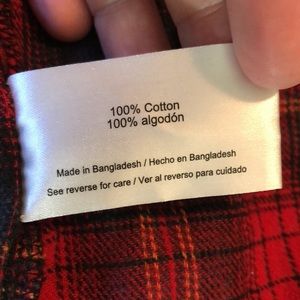 100% Cotton
100% algodón
Made in Bangladesh / Hecho en Bangladesh
See reverse for care / Ver al reverso para cuidado